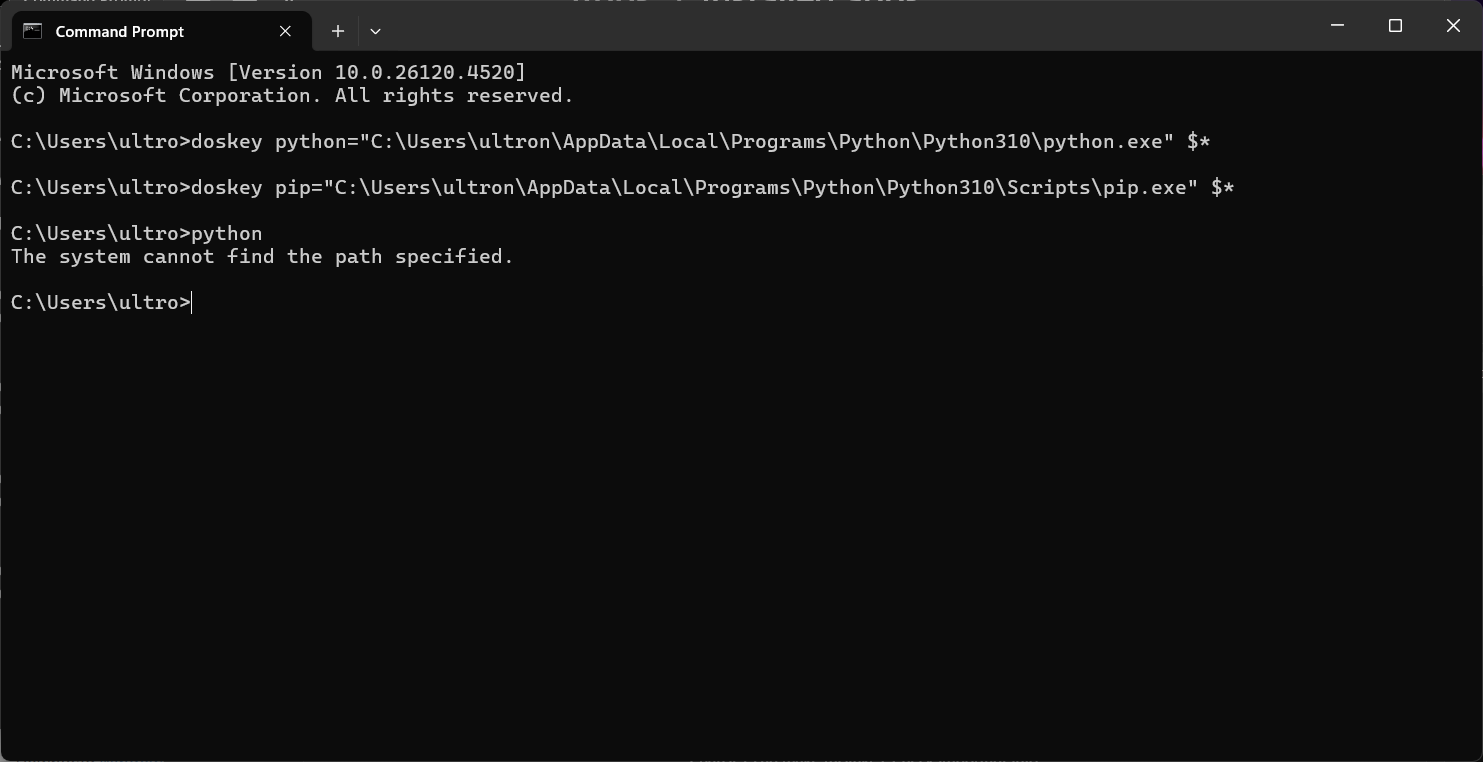 Command Prompt
Microsoft Windows [Version 10.0.26120.4520]
(c) Microsoft Corporation. All rights reserved.
C:\Users\ultro>doskey python="C:\Users\ultron\AppData\Local\Programs\Python\Python310\python.exe" $*
C:\Users\ultro>doskey pip="C:\Users\ultron\AppData\Local\Programs\Python\Python310\Scripts\pip.exe" $*
C:\Users\ultro>python
The system cannot find the path specified.
C:\Users\ultro>